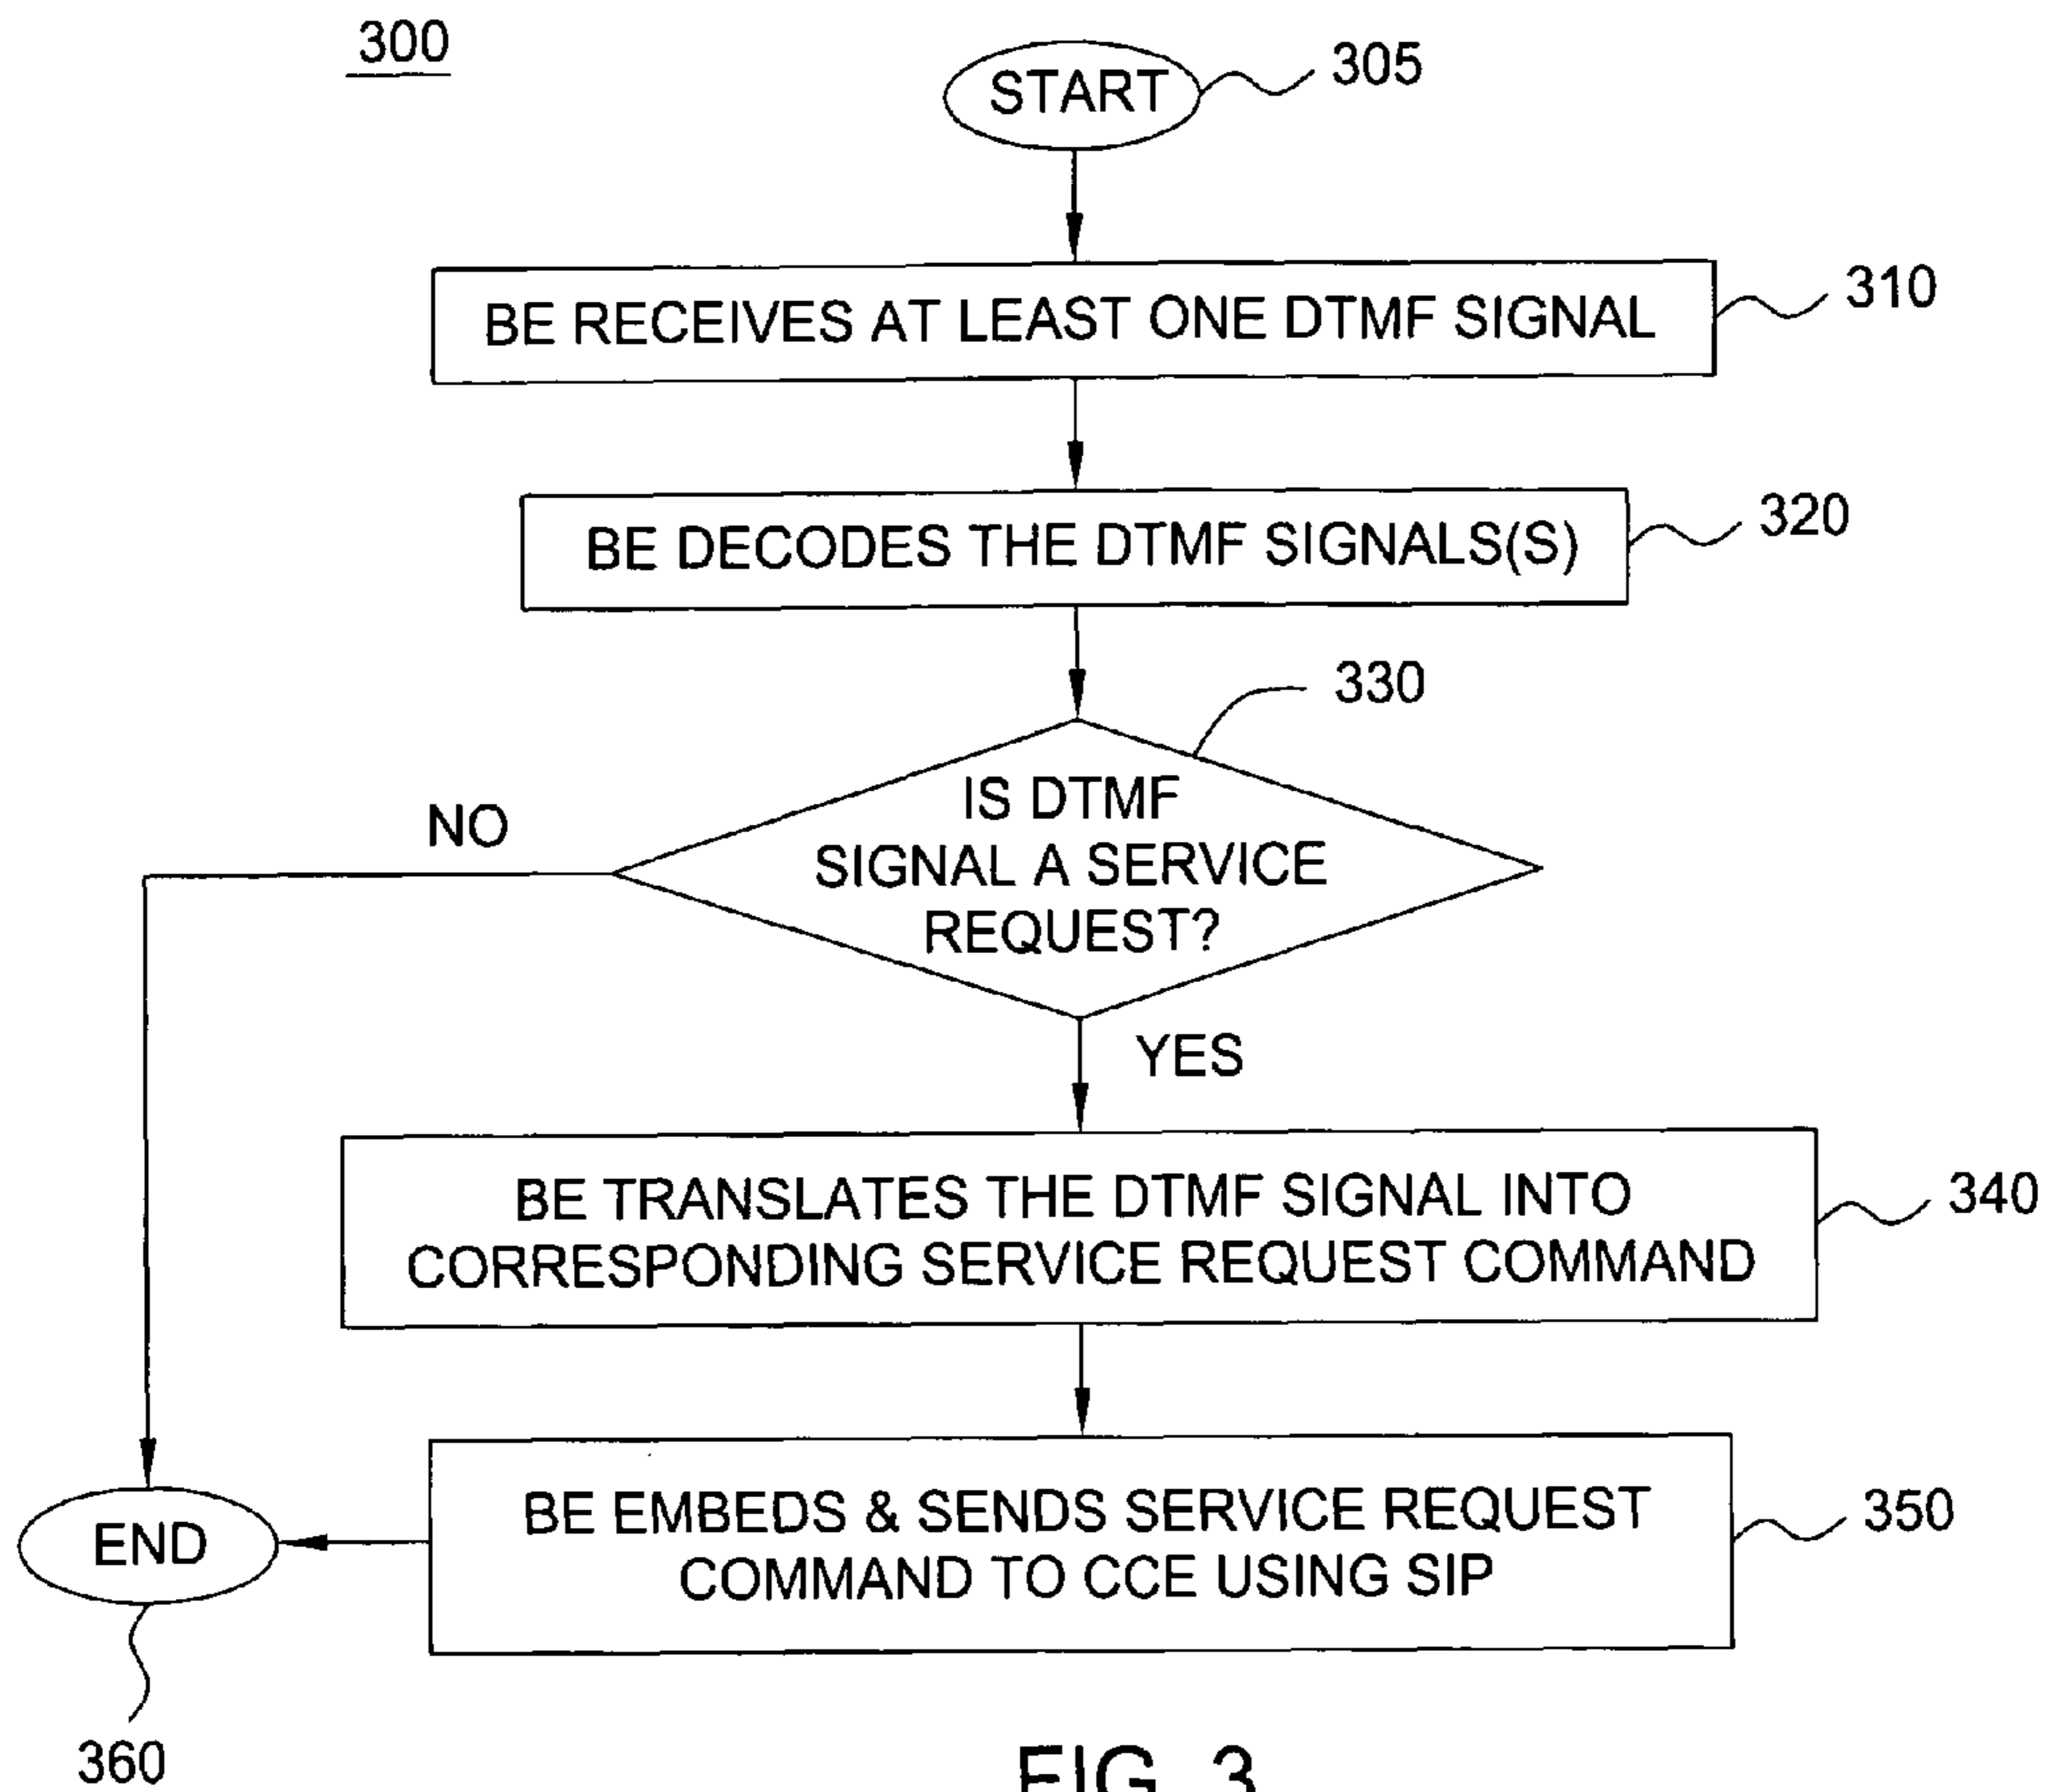 300
START
305
BE RECEIVES AT LEAST ONE DTMF SIGNAL
310
BE DECODES THE DTMF SIGNALS(S)
320
330
IS DTMF
SIGNAL A SERVICE
REQUEST?
NO
YES
BE TRANSLATES THE DTMF SIGNAL INTO
CORRESPONDING SERVICE REQUEST COMMAND
340
BE EMBEDS & SENDS SERVICE REQUEST
COMMAND TO CCE USING SIP
350
END
360
FIG. 3